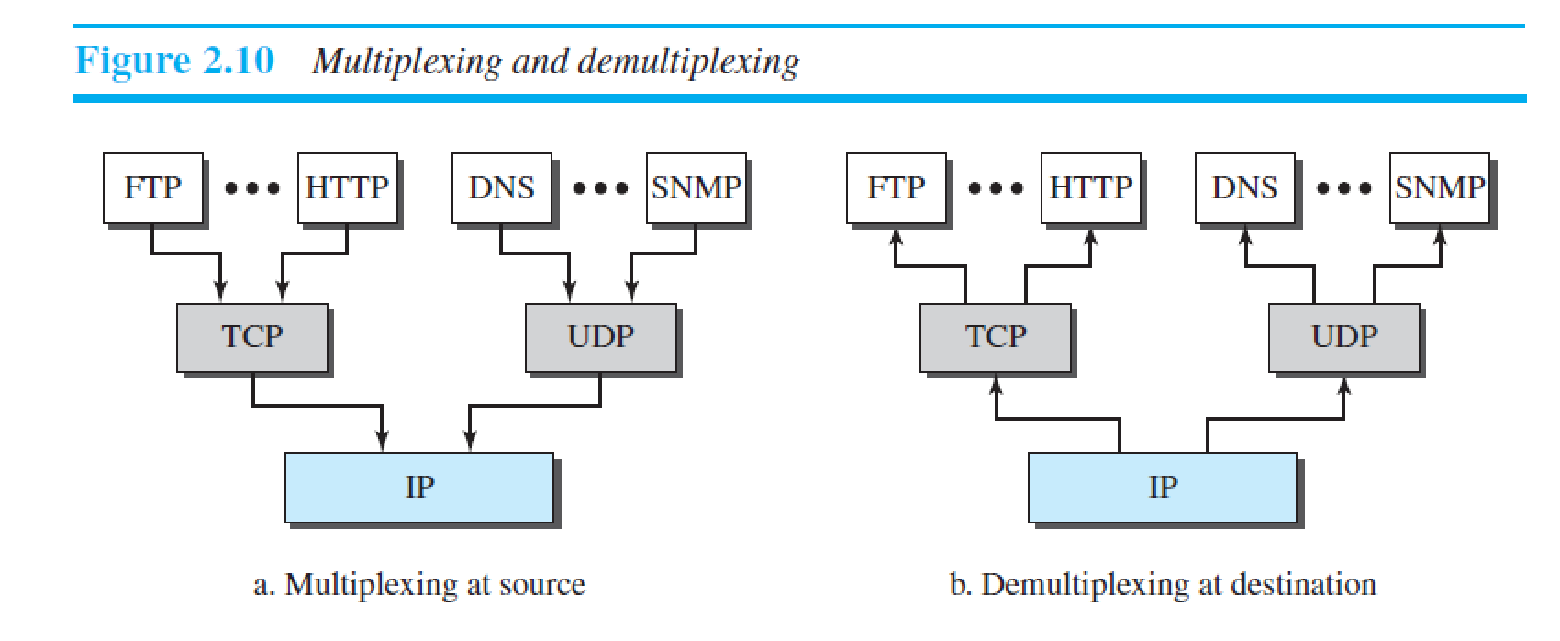 Figure 2.10 Multiplexing and demultiplexing
FTP ••• HTTP DNS ••• SNMP
TCP UDP
IP
a. Multiplexing at source
FTP ••• HTTP DNS ••• SNMP
TCP UDP
IP
b. Demultiplexing at destination